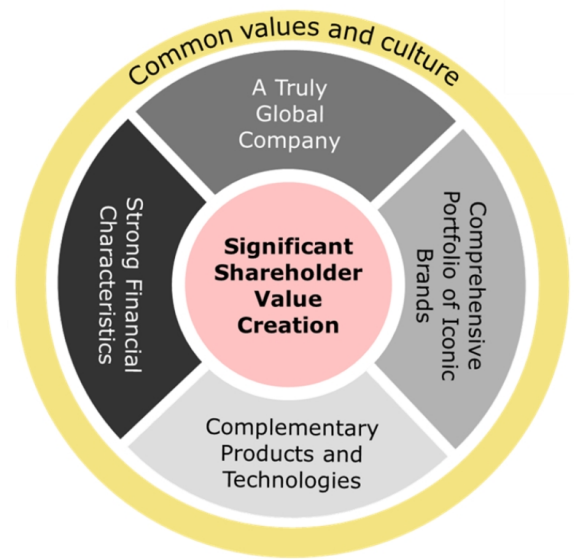 Common values and culture
A Truly
Global
Company
Comprehensive
Portfolio of Iconic
Brands
Strong Financial
Characteristics
Significant
Shareholder
Value
Creation
Complementary
Products and
Technologies